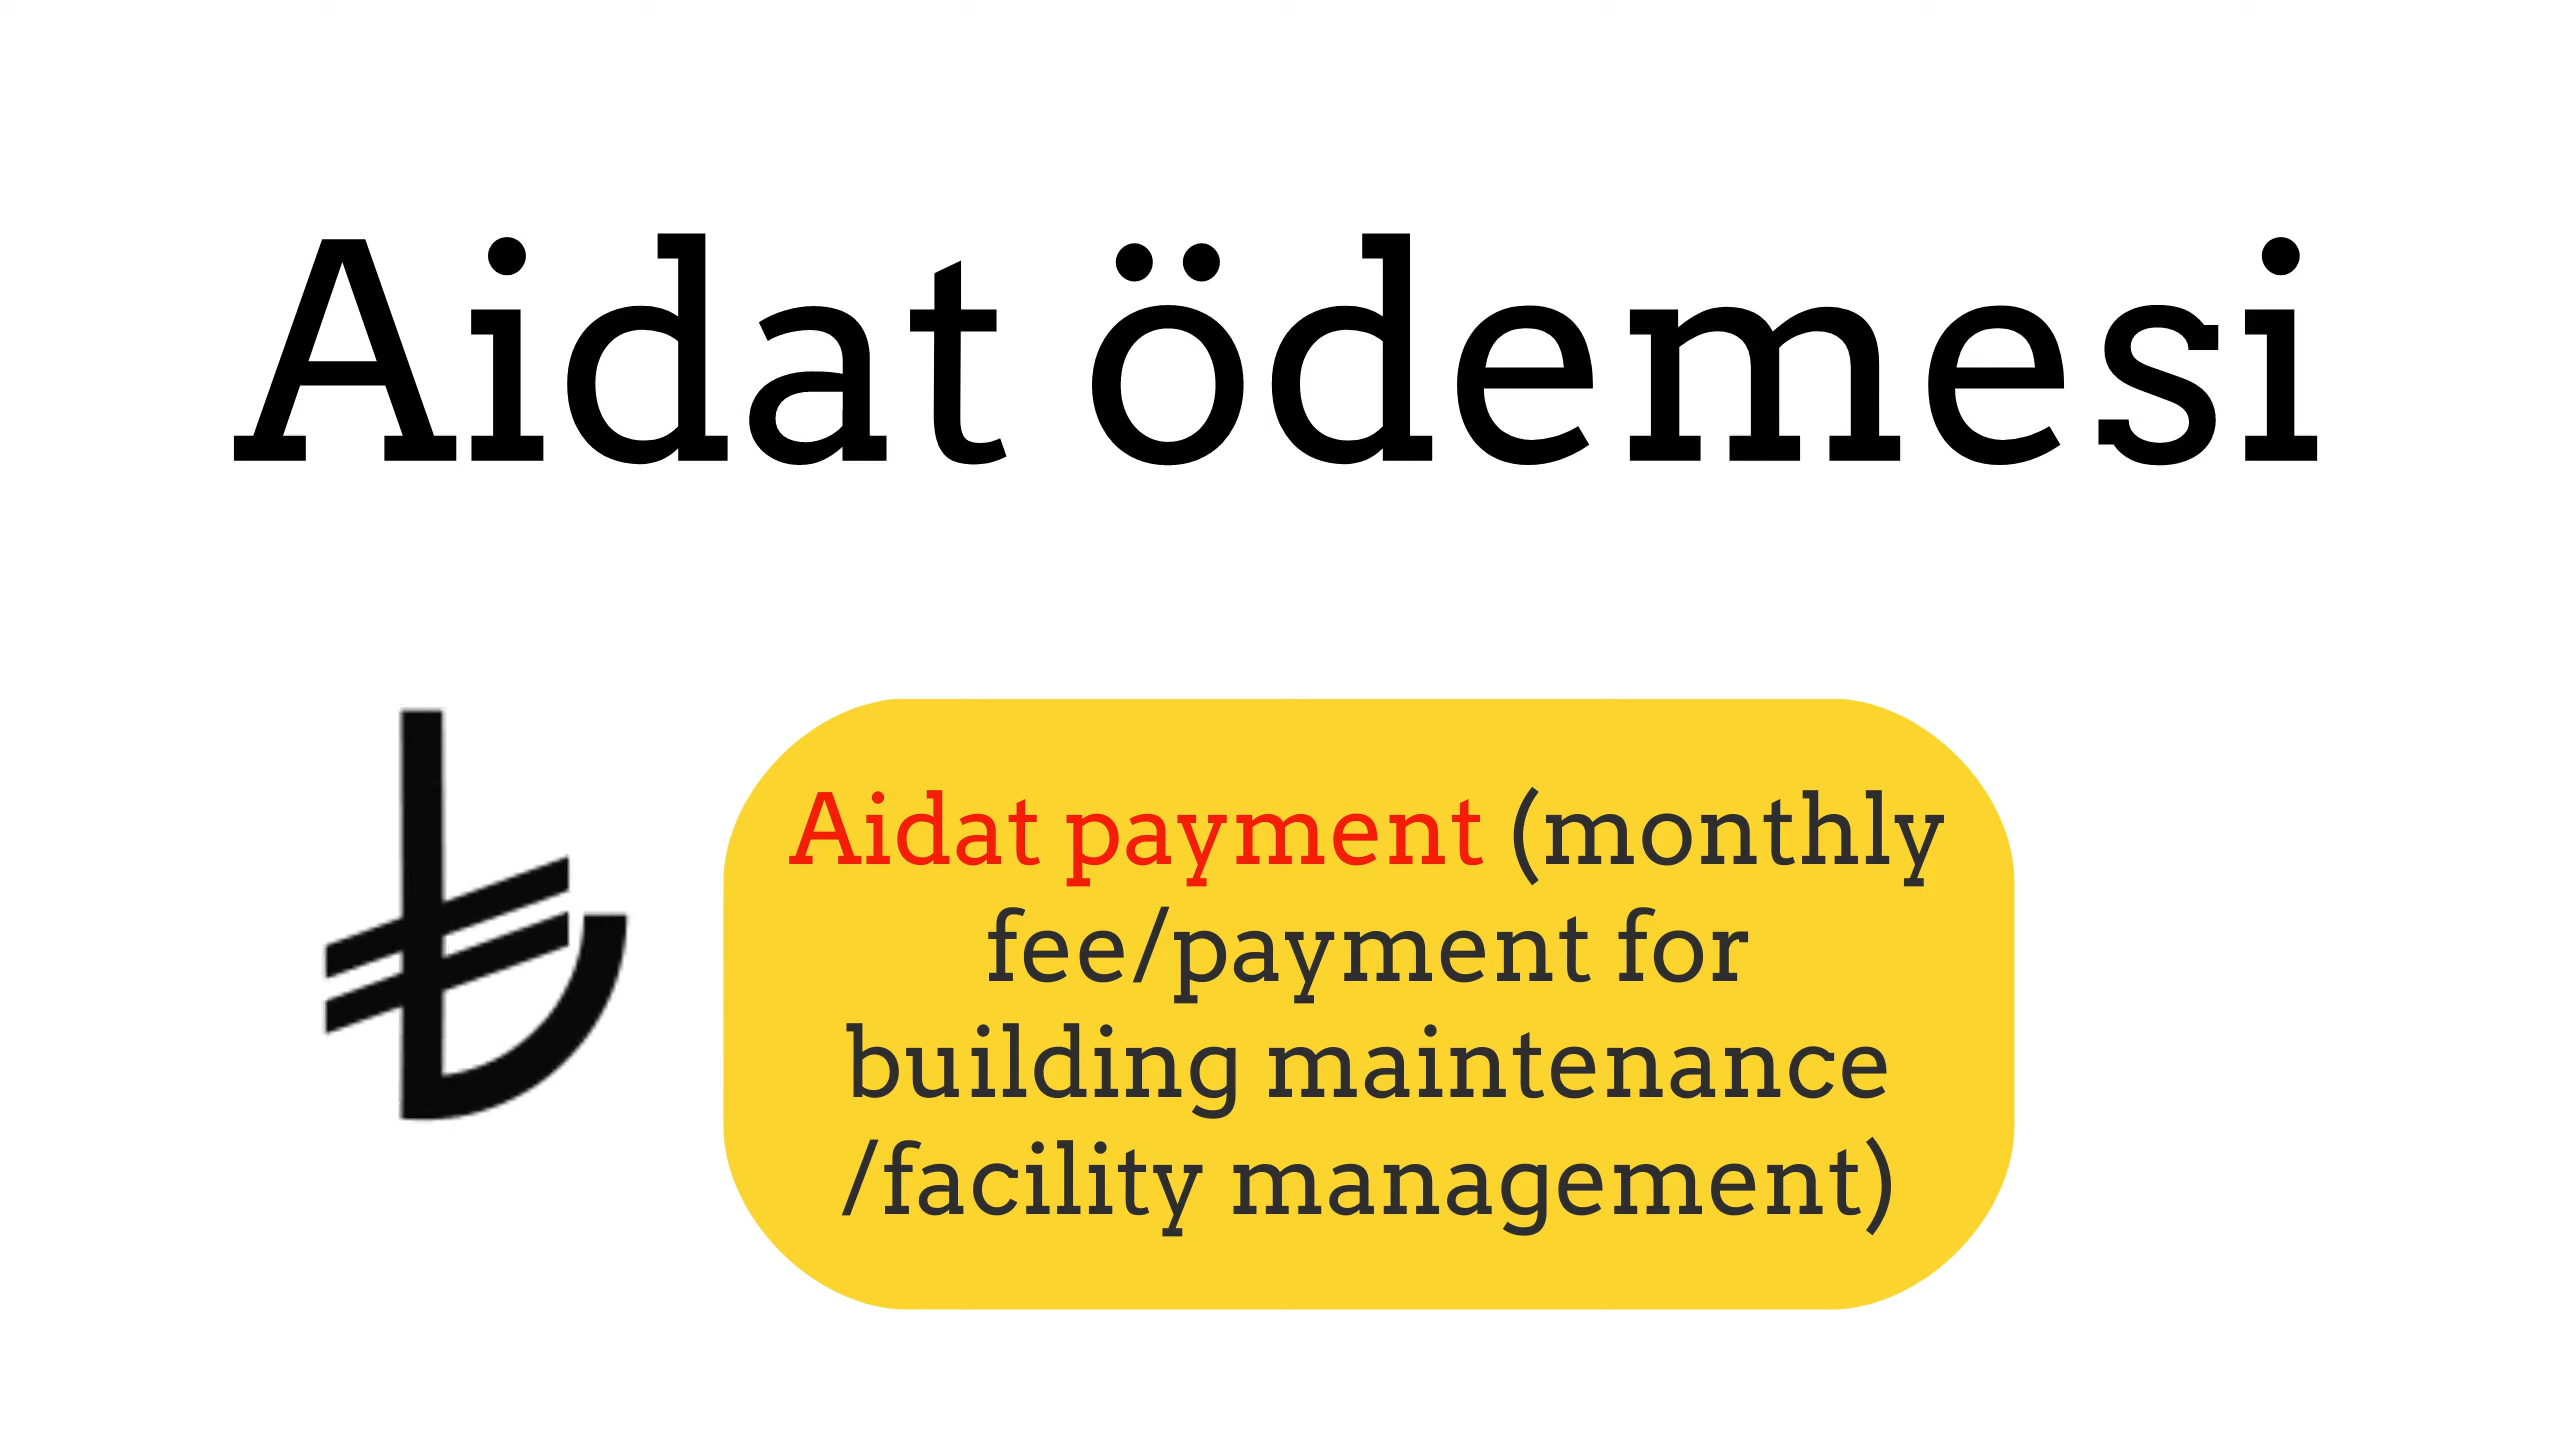 Aidat ödemesi
₺
Aidat payment (monthly
fee/payment for
building maintenance
/facility management)